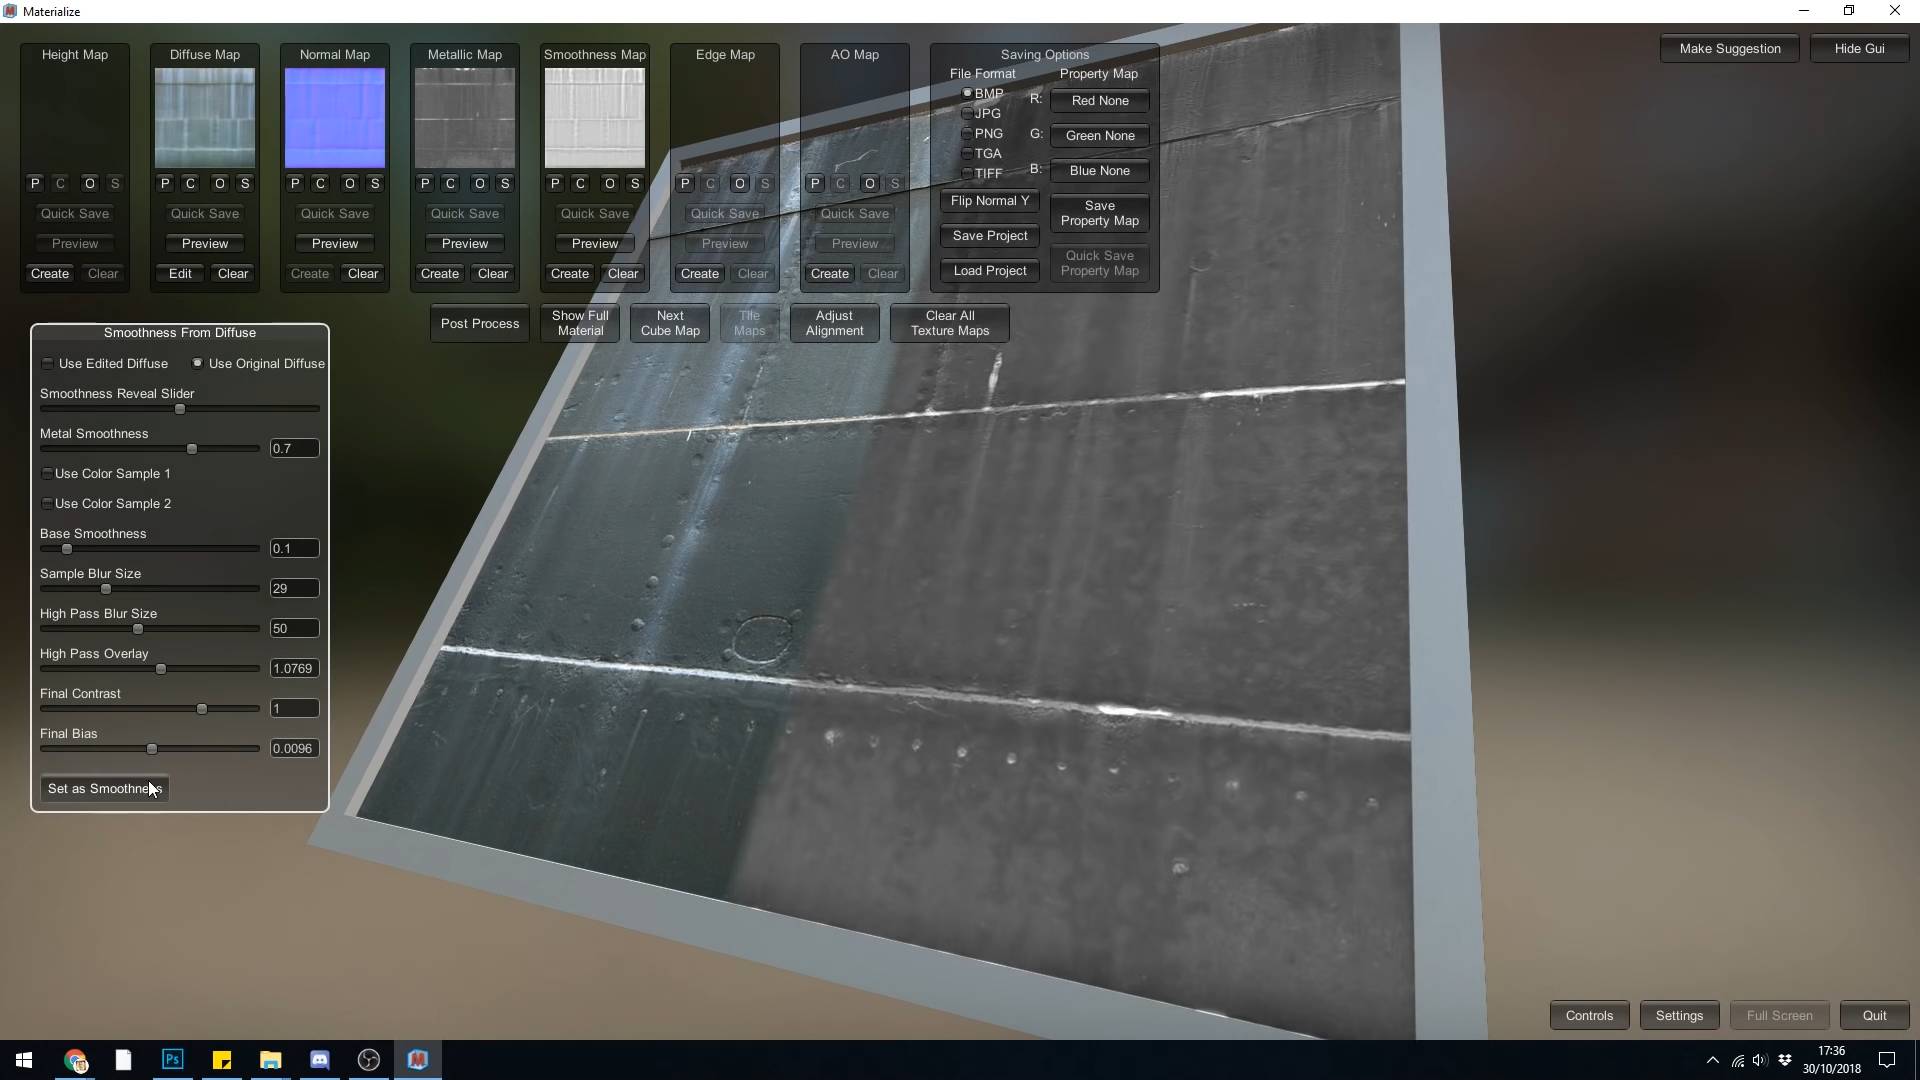 Materialize
Make Suggestion
Hide Gui
Height Map
Diffuse Map
Normal Map
Metallic Map
Smoothness Map
Edge Map
AO Map
Saving Options
File Format
Property Map
BMP
JPG
PNG
TGA
TIFF
R:
Red None
G:
Green None
B:
Blue None
P C O S
P C O S
P C O S
P C O S
P C O S
P C O S
P C O S
Quick Save
Quick Save
Quick Save
Quick Save
Quick Save
Quick Save
Quick Save
Preview
Preview
Preview
Preview
Preview
Preview
Preview
Create Clear
Edit Clear
Create Clear
Create Clear
Create Clear
Create Clear
Create Clear
Flip Normal Y
Save Project
Load Project
Save
Property Map
Quick Save
Property Map
Post Process
Show Full
Material
Next
Cube Map
Tile
Maps
Adjust
Alignment
Clear All
Texture Maps
Smoothness From Diffuse
Use Edited Diffuse
Use Original Diffuse
Smoothness Reveal Slider
Metal Smoothness
0.7
Use Color Sample 1
Use Color Sample 2
Base Smoothness
0.1
Sample Blur Size
29
High Pass Blur Size
50
High Pass Overlay
1.0769
Final Contrast
1
Final Bias
0.0096
Set as Smoothness
Controls
Settings
Full Screen
Quit
Ps
17:36
30/10/2018